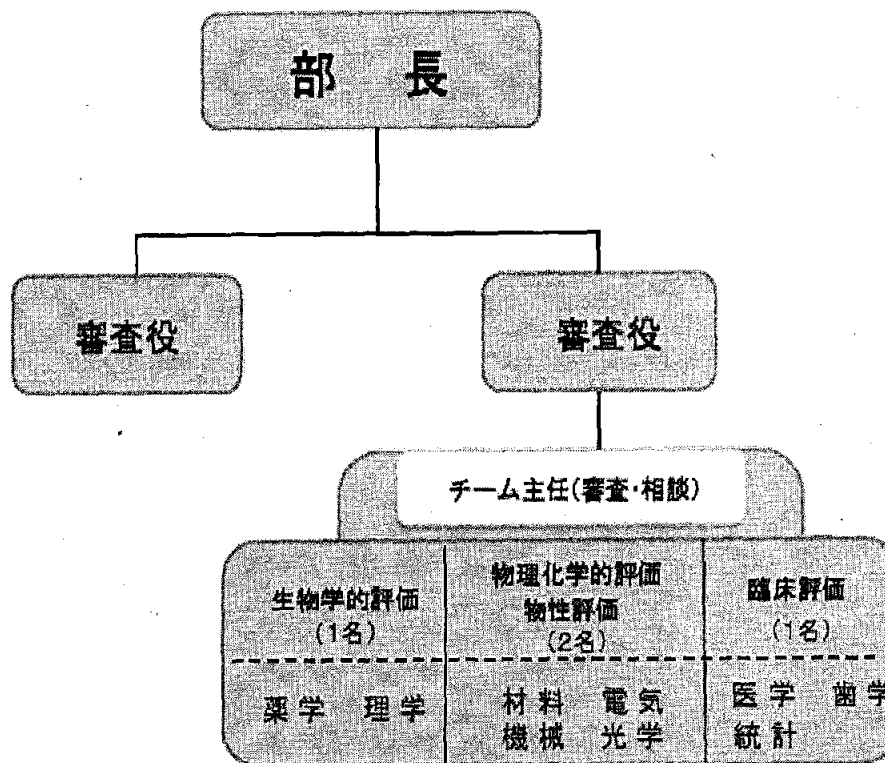 部 長
審査役
審査役
チーム主任(審査・相談)
生物学的評価
(1名)
物理化学的評価
物性評価
(2名)
臨床評価
(1名)
薬学 理学
材料 電気
機械 光学
医学 歯学
統計